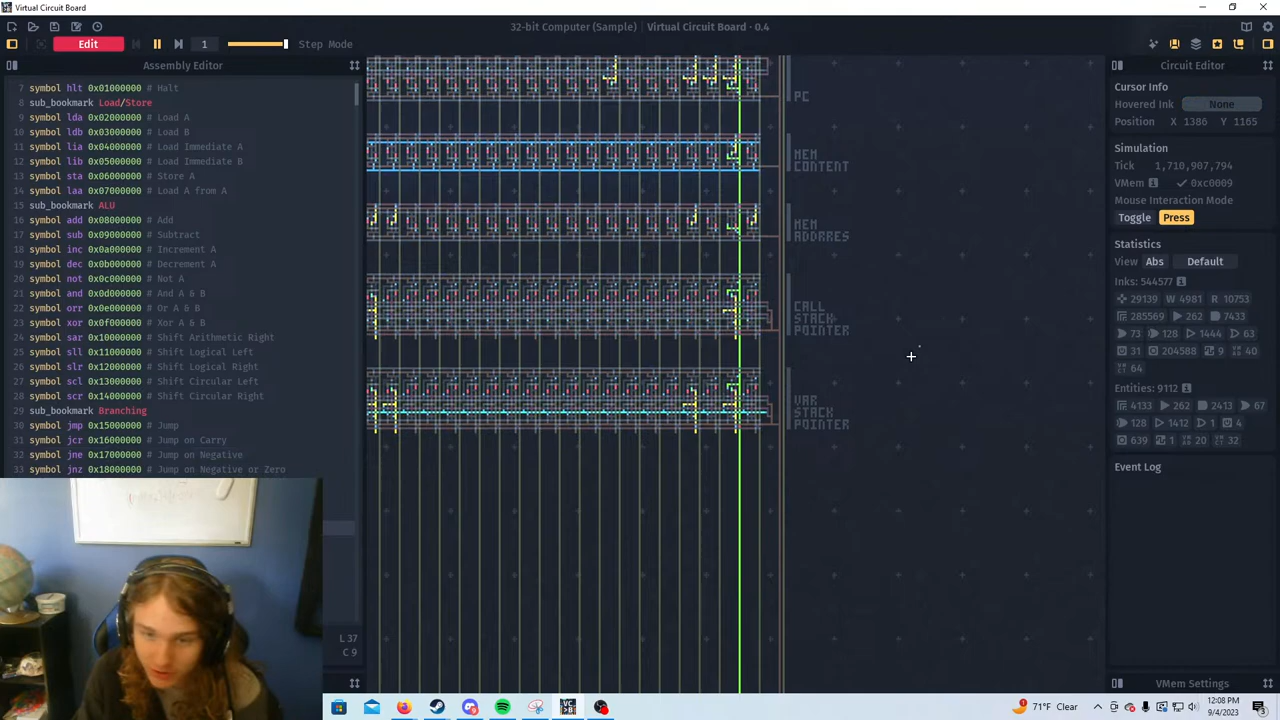 Virtual Circuit Board
32-bit Computer (Sample) Virtual Circuit Board - 0.4
Edit 1 Step Mode
Assembly Editor
symbol hlt 0x01000000 # Halt
8 sub_bookmark Load/Store
9 symbol lda 0x02000000 # Load A
10 symbol ldb 0x03000000 # Load B
11 symbol lia 0x04000000 # Load Immediate A
12 symbol lib 0x05000000 # Load Immediate B
13 symbol sta 0x06000000 # Store A
14 symbol laa 0x07000000 # Load A from A
15 sub_bookmark ALU
16 symbol add 0x08000000 # Add
17 symbol sub 0x09000000 # Subtract
18 symbol inc 0x0a000000 # Increment A
19 symbol dec 0x0b000000 # Decrement A
20 symbol not 0x0c000000 # Not A
21 symbol and 0x0d000000 # And A & B
22 symbol orr 0x0e000000 # Or A & B
23 symbol xor 0x0f000000 # Xor A & B
24 symbol sar 0x10000000 # Shift Arithmetic Right
25 symbol sll 0x11000000 # Shift Logical Left
26 symbol slr 0x12000000 # Shift Logical Right
27 symbol scl 0x13000000 # Shift Circular Left
28 symbol scr 0x14000000 # Shift Circular Right
29 sub_bookmark Branching
30 symbol jmp 0x15000000 # Jump
31 symbol jcr 0x16000000 # Jump on Carry
32 symbol jne 0x17000000 # Jump on Negative
33 symbol jnz 0x18000000 # Jump on Negative or Zero
L 37
C 9
PC
MEM
CONTENT
MEM
ADDRRES
CALL
STACK
POINTER
VAR
STACK
POINTER
Circuit Editor
Cursor Info
Hovered Ink None
Position X 1386 Y 1165
Simulation
Tick 1,710,907,794
VMem 0xc0009
Mouse Interaction Mode
Toggle Press
Statistics
View Abs Default
Inks: 544577
29139 W 4981 R 10753
285569 262 7433
73 128 1444 63
31 204588 9 40
64
Entities: 9112
4133 262 2413 67
128 1412 1 4
639 1 20 32
Event Log
VMem Settings
71°F Clear
12:08 PM
9/4/2023
3